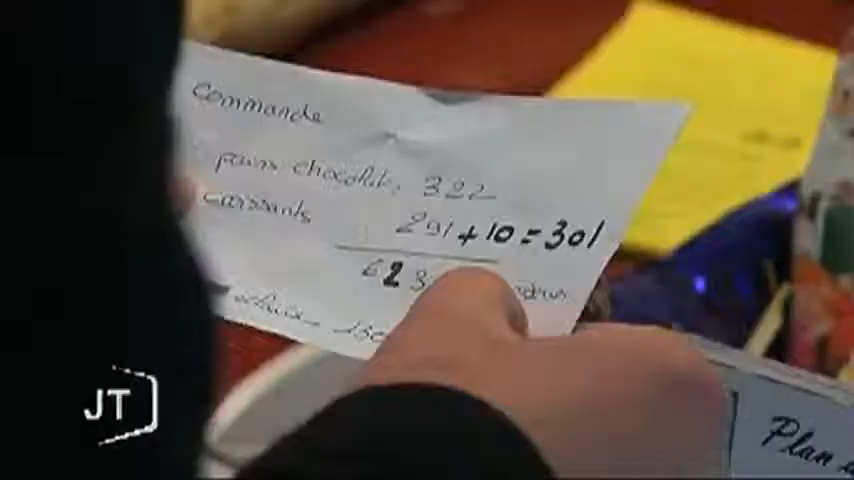 Commande
pains chocolat, 322
croissants 291 + 10 = 301
623
JT
Plan